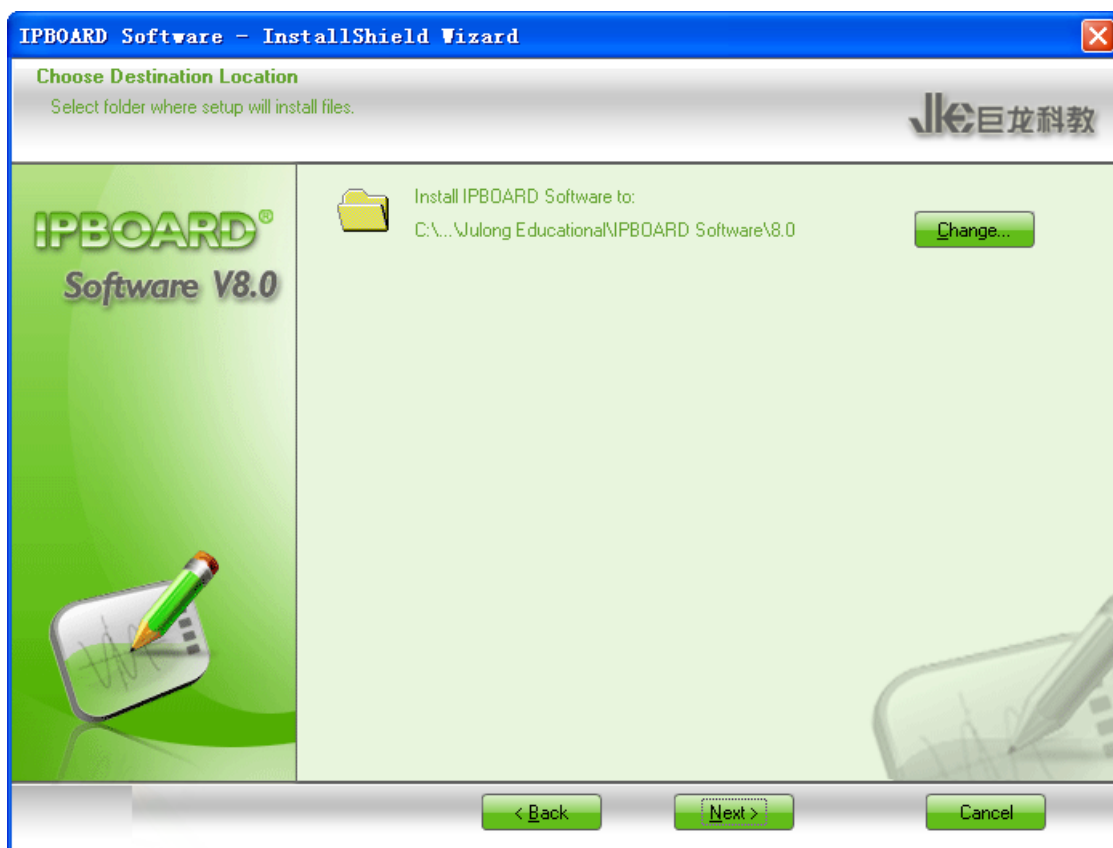 IPBOARD Software - InstallShield Wizard
Choose Destination Location
Select folder where setup will install files.
JLE巨龙科教
IPBOARD®
Software V8.0
Install IPBOARD Software to:
C:\...\Julong Educational\IPBOARD Software\8.0
Change...
< Back
Next >
Cancel